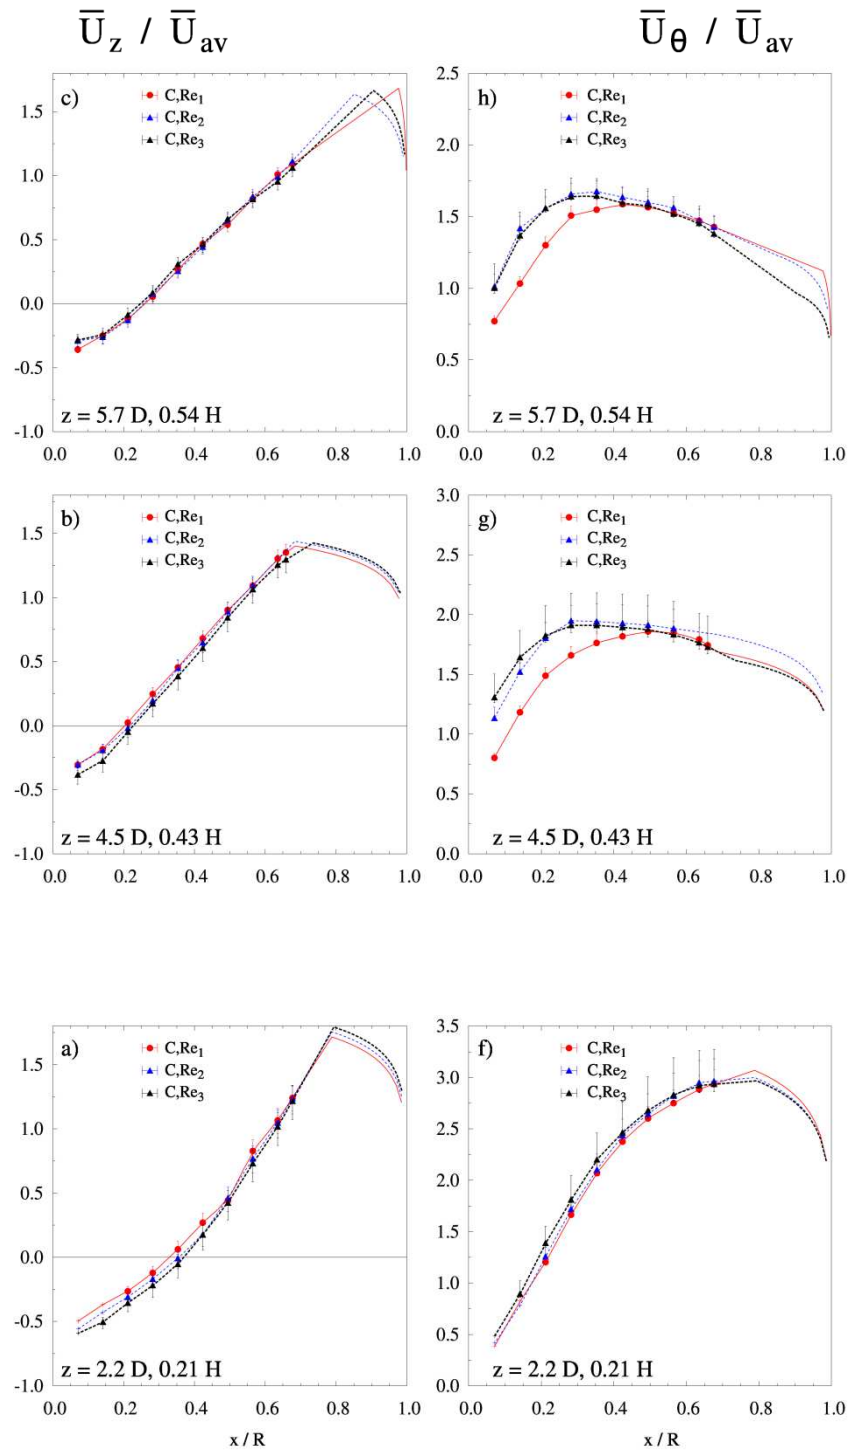 U̅z / U̅av
U̅θ / U̅av
c)
C,Re1
C,Re2
C,Re3
1.5
1.0
0.5
0.0
-0.5
-1.0
z = 5.7 D, 0.54 H
0.0 0.2 0.4 0.6 0.8 1.0
h)
C,Re1
C,Re2
C,Re3
2.5
2.0
1.5
1.0
0.5
0.0
z = 5.7 D, 0.54 H
0.0 0.2 0.4 0.6 0.8 1.0
b)
C,Re1
C,Re2
C,Re3
1.5
1.0
0.5
0.0
-0.5
-1.0
z = 4.5 D, 0.43 H
0.0 0.2 0.4 0.6 0.8 1.0
g)
C,Re1
C,Re2
C,Re3
3.0
2.5
2.0
1.5
1.0
0.5
0.0
z = 4.5 D, 0.43 H
0.0 0.2 0.4 0.6 0.8 1.0
a)
C,Re1
C,Re2
C,Re3
1.5
1.0
0.5
0.0
-0.5
-1.0
z = 2.2 D, 0.21 H
0.0 0.2 0.4 0.6 0.8 1.0
x / R
f)
C,Re1
C,Re2
C,Re3
3.5
3.0
2.5
2.0
1.5
1.0
0.5
0.0
z = 2.2 D, 0.21 H
0.0 0.2 0.4 0.6 0.8 1.0
x / R